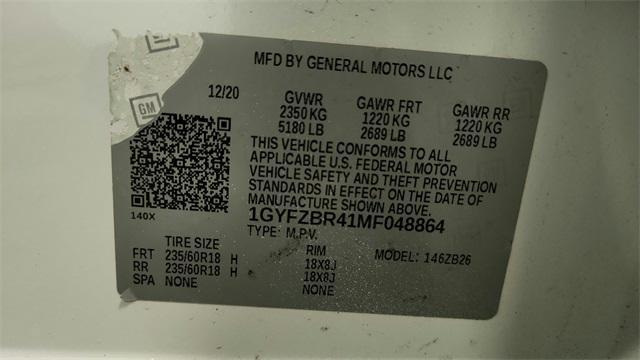 GM
MFD BY GENERAL MOTORS LLC
12/20 GVWR GAWR FRT GAWR RR
2350 KG 1220 KG 1220 KG
5180 LB 2689 LB 2689 LB
THIS VEHICLE CONFORMS TO ALL
APPLICABLE U.S. FEDERAL MOTOR
VEHICLE SAFETY AND THEFT PREVENTION
STANDARDS IN EFFECT ON THE DATE OF
MANUFACTURE SHOWN ABOVE.
140X 1GYFZBR41MF048864
TYPE: M.P.V.
TIRE SIZE RIM MODEL: 146ZB26
FRT 235/60R18 H 18X8J
RR 235/60R18 H 18X8J
SPA NONE NONE